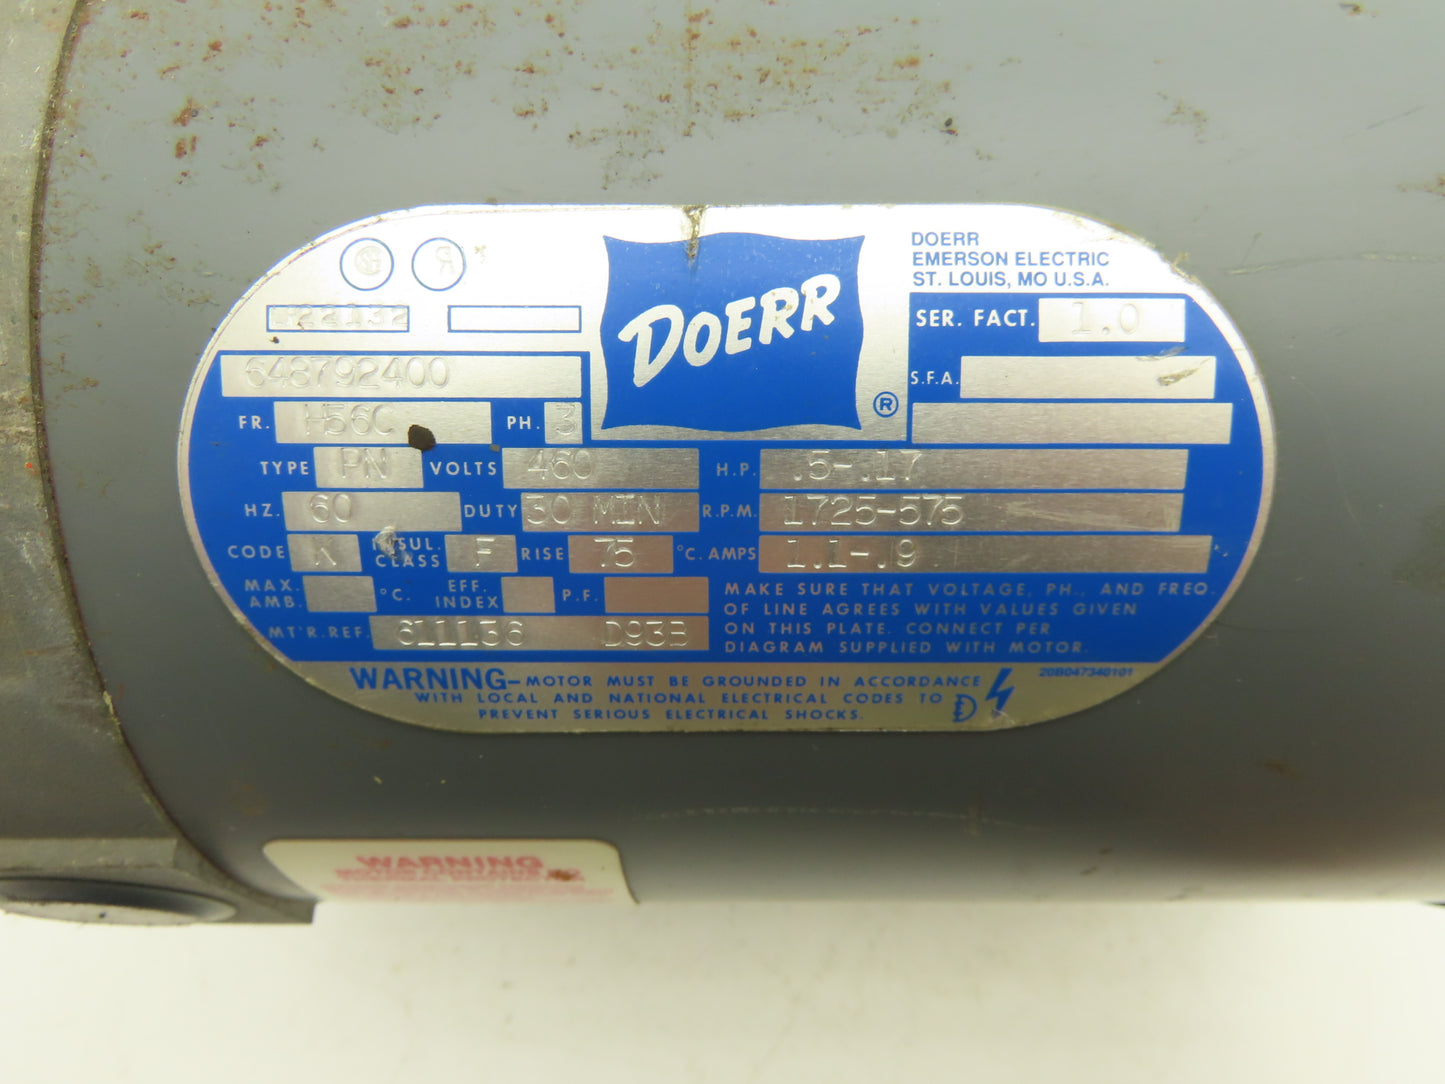 DOERR
EMERSON ELECTRIC
ST. LOUIS, MO U.S.A.
DOERR
®
SER. FACT. 1.0
S.F.A.
648792400
FR. H56C PH. 3
TYPE PN VOLTS 460 H.P. .5-.17
HZ. 60 DUTY 30 MIN R.P.M. 1725-575
CODE K INSUL. CLASS F RISE 75 °C. AMPS 1.1-.9
MAX. AMB. °C. EFF. INDEX P.F.
MT'R. REF. 611136 D93B
MAKE SURE THAT VOLTAGE, PH., AND FREQ.
OF LINE AGREES WITH VALUES GIVEN
ON THIS PLATE. CONNECT PER
DIAGRAM SUPPLIED WITH MOTOR.
WARNING-MOTOR MUST BE GROUNDED IN ACCORDANCE
WITH LOCAL AND NATIONAL ELECTRICAL CODES TO
PREVENT SERIOUS ELECTRICAL SHOCKS.
20B047340101
WARNING